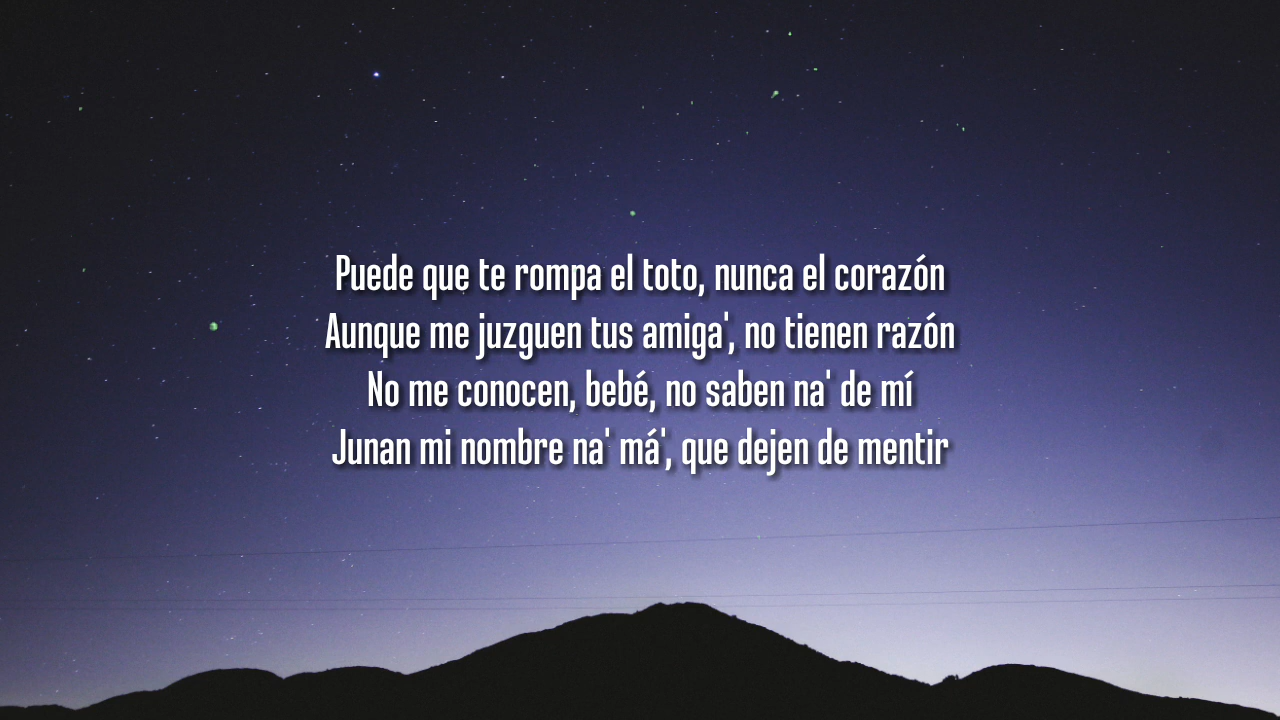 Puede que te rompa el toto, nunca el corazón
Aunque me juzguen tus amiga', no tienen razón
No me conocen, bebé, no saben na' de mí
Junan mi nombre na' má', que dejen de mentir